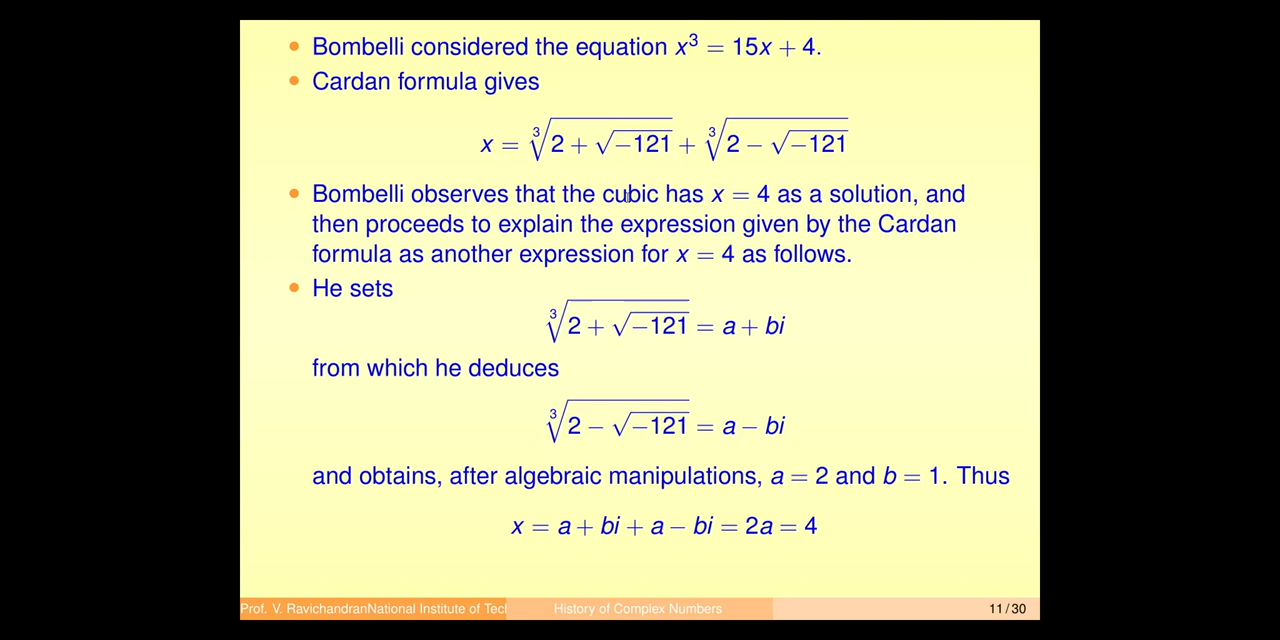 • Bombelli considered the equation x³ = 15x + 4.
• Cardan formula gives
x = ∛(2 + √−121) + ∛(2 − √−121)
• Bombelli observes that the cubic has x = 4 as a solution, and
then proceeds to explain the expression given by the Cardan
formula as another expression for x = 4 as follows.
• He sets
∛(2 + √−121) = a + bi
from which he deduces
∛(2 − √−121) = a − bi
and obtains, after algebraic manipulations, a = 2 and b = 1. Thus
x = a + bi + a − bi = 2a = 4
Prof. V. RavichandranNational Institute of Tecl History of Complex Numbers 11 / 30